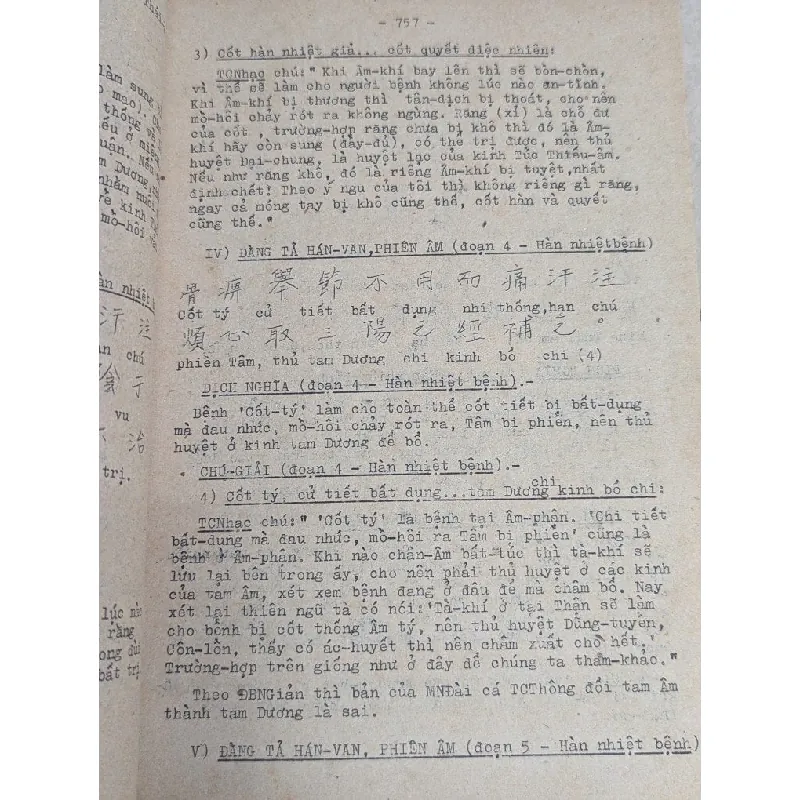 - 757 -
3) Cốt hàn nhiệt giả... cốt quyết diệc nhiên:
TCNhạc chú:" Khi Âm-khí bay lên thì sẽ bồn-chồn,
vì thế sẽ làm cho người bệnh không lúc nào an-tĩnh.
Khi Âm-khí bị thương thì tân-dịch bị thoát, cho nên
mồ-hôi chảy rót ra không ngừng. Răng (xỉ) là chỗ dư
của cốt , trường-hợp răng chưa bị khô thì đó là Âm-
khí hãy còn sung (đầy-đủ), có thể trị được, nên thủ
huyệt Đại-chung, là huyệt lạc của kinh Túc Thiếu-âm.
Nếu như răng khô, đó là riêng Âm-khí bị tuyệt,nhất
định chết! Theo ý ngu của tôi thì không riêng gì răng,
ngay cả móng tay bị khô cũng thế, cốt hàn và quyết
cũng thế."
IV) ĐẰNG TẢ HÁN-VAN,PHIÊN ÂM (đoạn 4 - Hàn nhiệtbệnh)
骨痹舉節不用而痛汗注
Cốt tý cử tiết bất dụng nhi thống,hạn chú
煩心取三陽之經補之。
phiền Tâm, thủ tam Dương chi kinh bổ chi (4)
DỊCH NGHĨA (đoạn 4 - Hàn nhiệt bệnh).-
Bệnh 'Cốt-tý' làm cho toàn thể cốt tiết bị bất-dụng
mà đau nhức, mồ-hôi chảy rót ra, Tâm bị phiền, nên thủ
huyệt ở kinh tam Dương để bổ.
CHÚ-GIẢI (đoạn 4 - Hàn nhiệt bệnh).-
4) Cốt tý, cử tiết bất dụng...tam Dương chi kinh bổ chi:
TCNhạc chú:" 'Cốt tý' là bệnh tại Âm-phận. 'Chi tiết
bất-dụng mà đau nhức, mồ-hôi ra Tâm bị phiền' cũng là
bệnh ở Âm-phận. Khi nào chân-Âm bất-túc thì tà-khí sẽ
lưu lại bên trong ấy, cho nên phải thủ huyệt ở các kinh
của tam Âm, xét xem bệnh đang ở đâu để mà châm bổ. Nay
xét lại thiên ngũ tà có nói:'Tà-khí ở tại Thận sẽ làm
cho bệnh bị cốt thống Âm tý, nên thủ huyệt Dũng-tuyền,
Côn-lôn, thấy có ác-huyết thì nên châm xuất cho hết.'
Trường-hợp trên giống như ở đây để chúng ta tham-khảo."
Theo ĐBNGiản thì bản của MNĐài cá TCThông đổi tam Âm
thành tam Dương là sai.
V) ĐẰNG TẢ HÁN-VAN, PHIÊN ÂM (đoạn 5 - Hàn nhiệt bệnh)